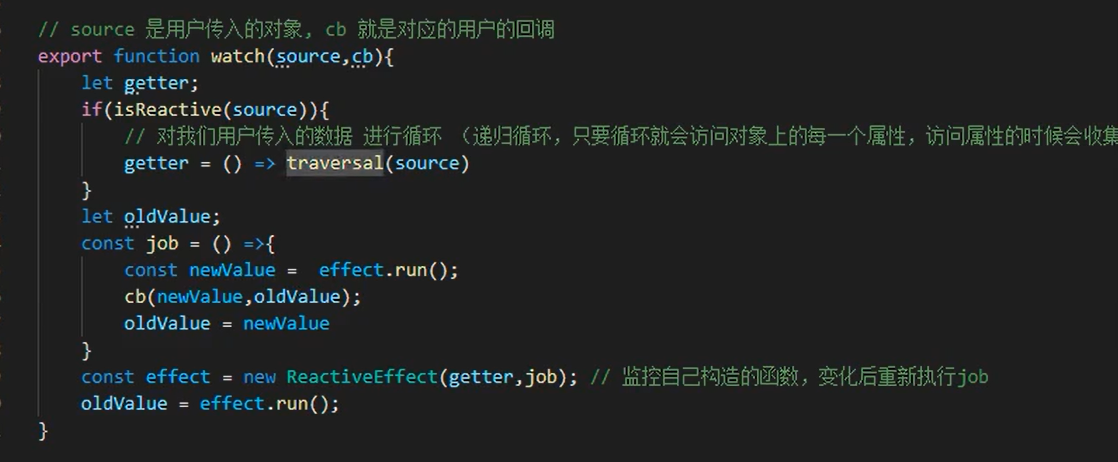 // source 是用户传入的对象, cb 就是对应的用户的回调
export function watch(source,cb){
    let getter;
    if(isReactive(source)){
        // 对我们用户传入的数据 进行循环 （递归循环，只要循环就会访问对象上的每一个属性，访问属性的时候会收集
        getter = () => traversal(source)
    }
    let oldValue;
    const job = () =>{
        const newValue =  effect.run();
        cb(newValue,oldValue);
        oldValue = newValue
    }
    const effect = new ReactiveEffect(getter,job); // 监控自己构造的函数，变化后重新执行job
    oldValue = effect.run();
}